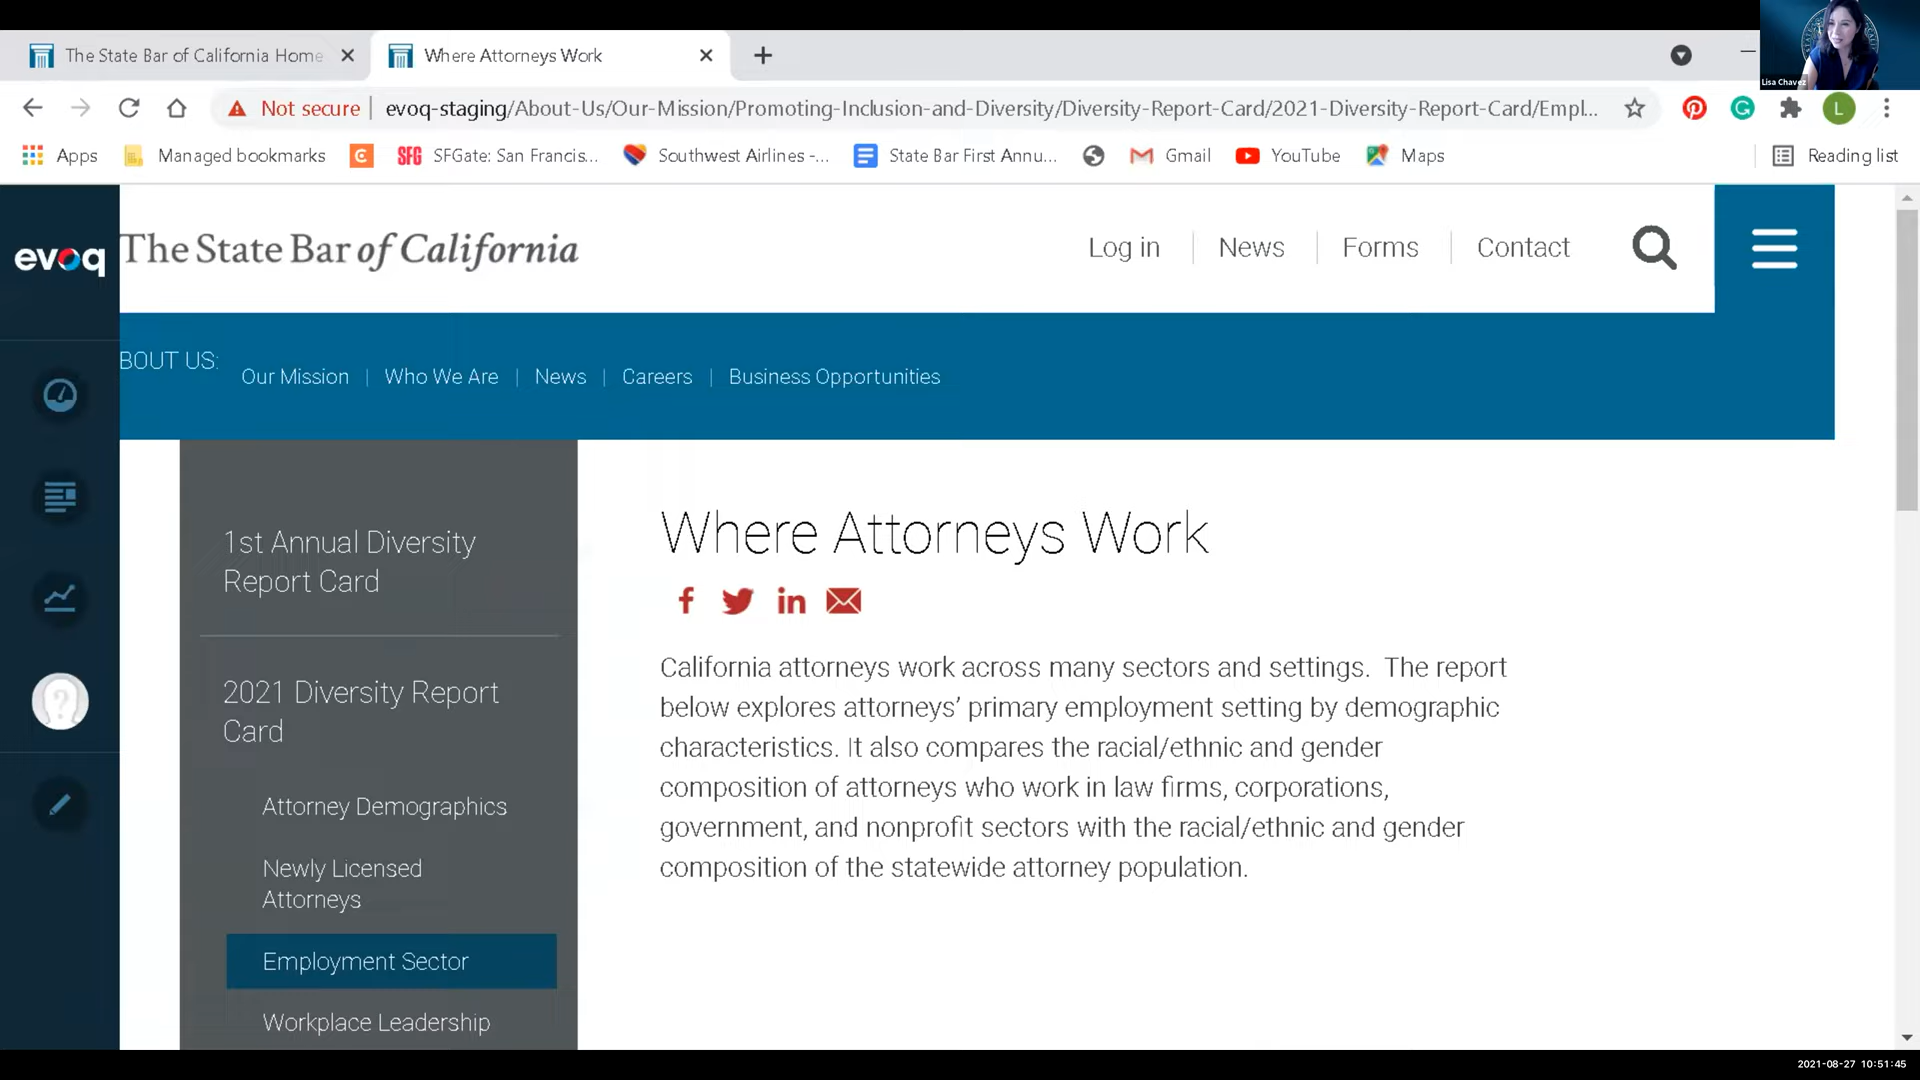 The State Bar of California Home
Where Attorneys Work
Lisa Chavez
Not secure
evoq-staging/About-Us/Our-Mission/Promoting-Inclusion-and-Diversity/Diversity-Report-Card/2021-Diversity-Report-Card/Empl...
L
Apps
Managed bookmarks
SFG
SFGate: San Francis...
Southwest Airlines -...
State Bar First Annu...
Gmail
YouTube
Maps
Reading list
evoq
The State Bar of California
Log in
News
Forms
Contact
BOUT US:
Our Mission
Who We Are
News
Careers
Business Opportunities
1st Annual Diversity
Report Card
2021 Diversity Report
Card
Attorney Demographics
Newly Licensed
Attorneys
Employment Sector
Workplace Leadership
Where Attorneys Work
California attorneys work across many sectors and settings. The report
below explores attorneys’ primary employment setting by demographic
characteristics. It also compares the racial/ethnic and gender
composition of attorneys who work in law firms, corporations,
government, and nonprofit sectors with the racial/ethnic and gender
composition of the statewide attorney population.
2021-08-27 10:51:45